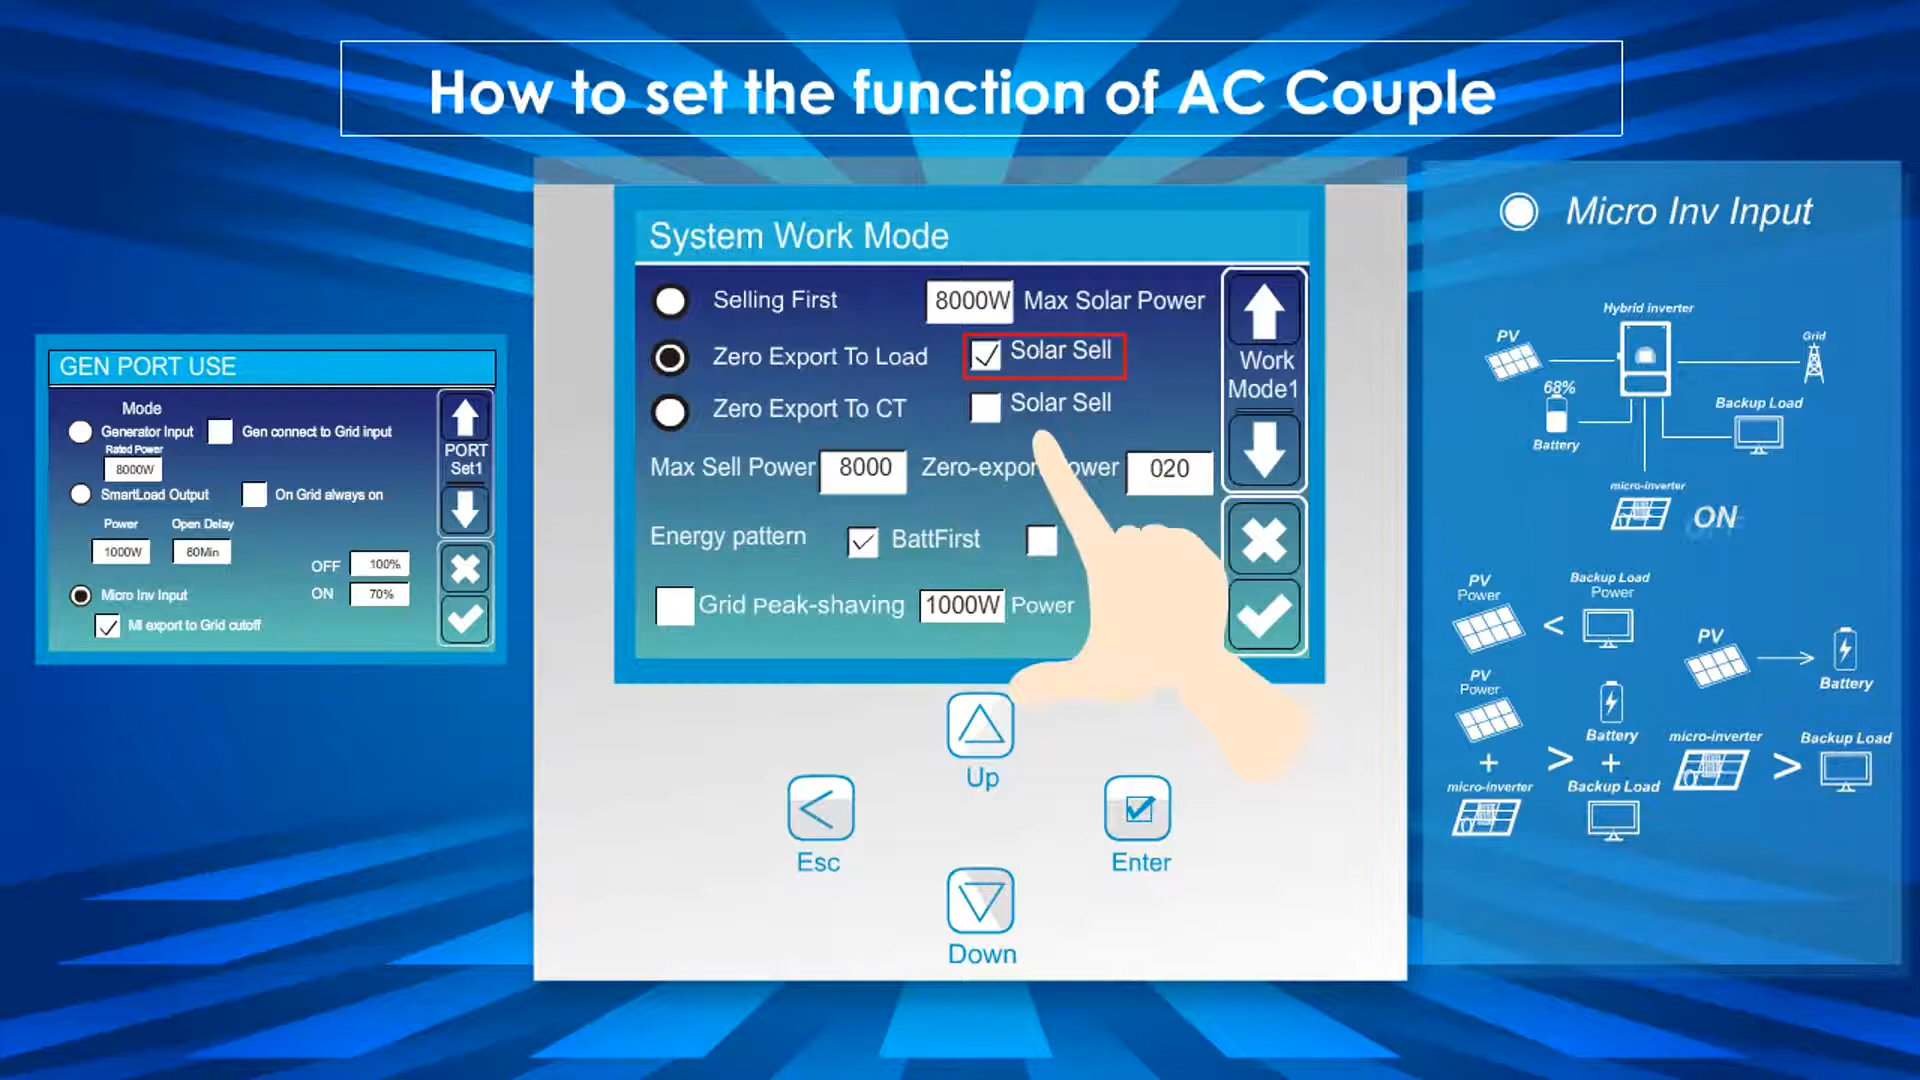 How to set the function of AC Couple
GEN PORT USE
Mode
Generator Input
Gen connect to Grid input
Rated Power
8000W
SmartLoad Output
On Grid always on
Power
Open Delay
1000W
60Min
OFF
100%
ON
70%
Micro Inv Input
MI export to Grid cutoff
PORT
Set1
System Work Mode
Selling First
8000W
Max Solar Power
Zero Export To Load
Solar Sell
Zero Export To CT
Solar Sell
Max Sell Power
8000
Zero-export Power
020
Energy pattern
BattFirst
Grid Peak-shaving
1000W
Power
Work
Mode1
Up
Esc
Enter
Down
Micro Inv Input
Hybrid inverter
PV
Grid
68%
Battery
Backup Load
micro-inverter
ON
PV
Power
<
Backup Load
Power
PV
Battery
PV
Power
+
micro-inverter
>
Battery
+
Backup Load
micro-inverter
>
Backup Load